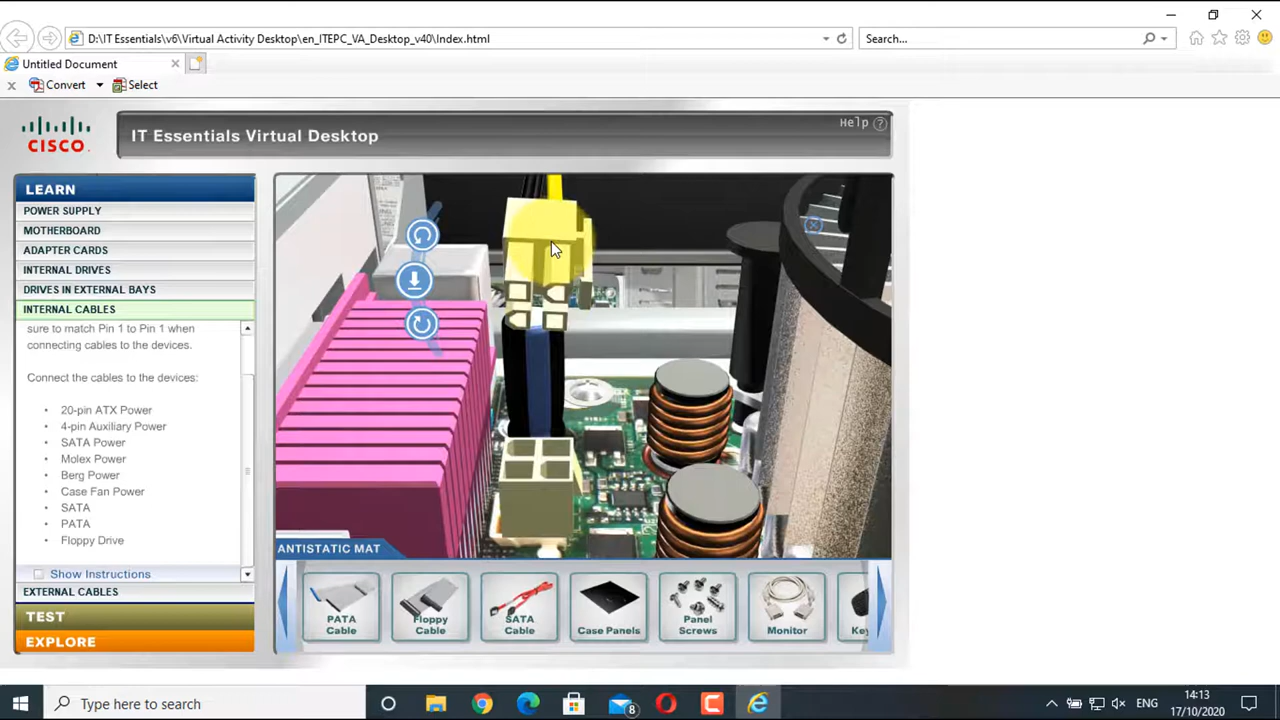 D:\IT Essentials\v6\Virtual Activity Desktop\en_ITEPC_VA_Desktop_v40\Index.html
Search...
Untitled Document
x Convert Select
CISCO
IT Essentials Virtual Desktop
Help ?
LEARN
POWER SUPPLY
MOTHERBOARD
ADAPTER CARDS
INTERNAL DRIVES
DRIVES IN EXTERNAL BAYS
INTERNAL CABLES
sure to match Pin 1 to Pin 1 when
connecting cables to the devices.
Connect the cables to the devices:
• 20-pin ATX Power
• 4-pin Auxiliary Power
• SATA Power
• Molex Power
• Berg Power
• Case Fan Power
• SATA
• PATA
• Floppy Drive
Show Instructions
EXTERNAL CABLES
TEST
EXPLORE
ANTISTATIC MAT
PATA
Cable
Floppy
Cable
SATA
Cable
Case Panels
Panel
Screws
Monitor
Key
Type here to search
8
ENG
14:13
17/10/2020